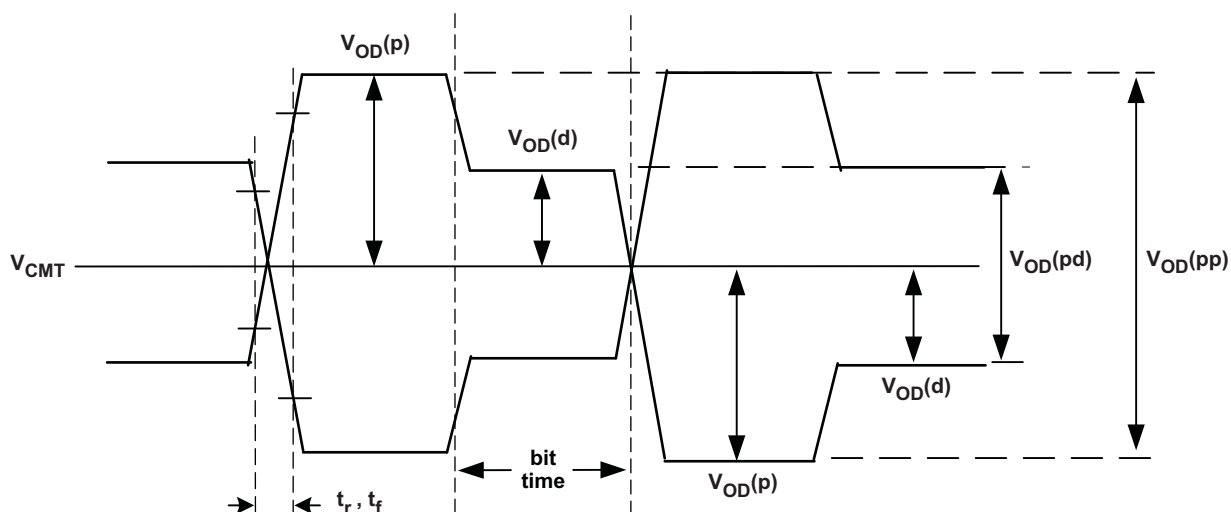 V_OD(p)
V_OD(d)
V_CMT
V_OD(pd)
V_OD(pp)
V_OD(d)
bit
time
V_OD(p)
t_r , t_f